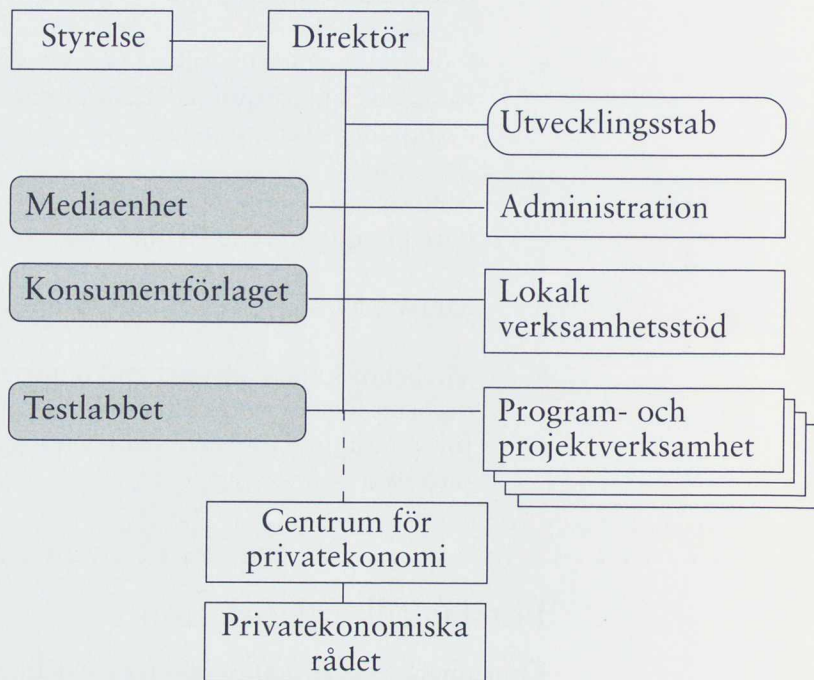 Styrelse
Direktör
Utvecklingsstab
Mediaenhet
Administration
Konsumentförlaget
Lokalt
verksamhetsstöd
Testlabbet
Program- och
projektverksamhet
Centrum för
privatekonomi
Privatekonomiska
rådet